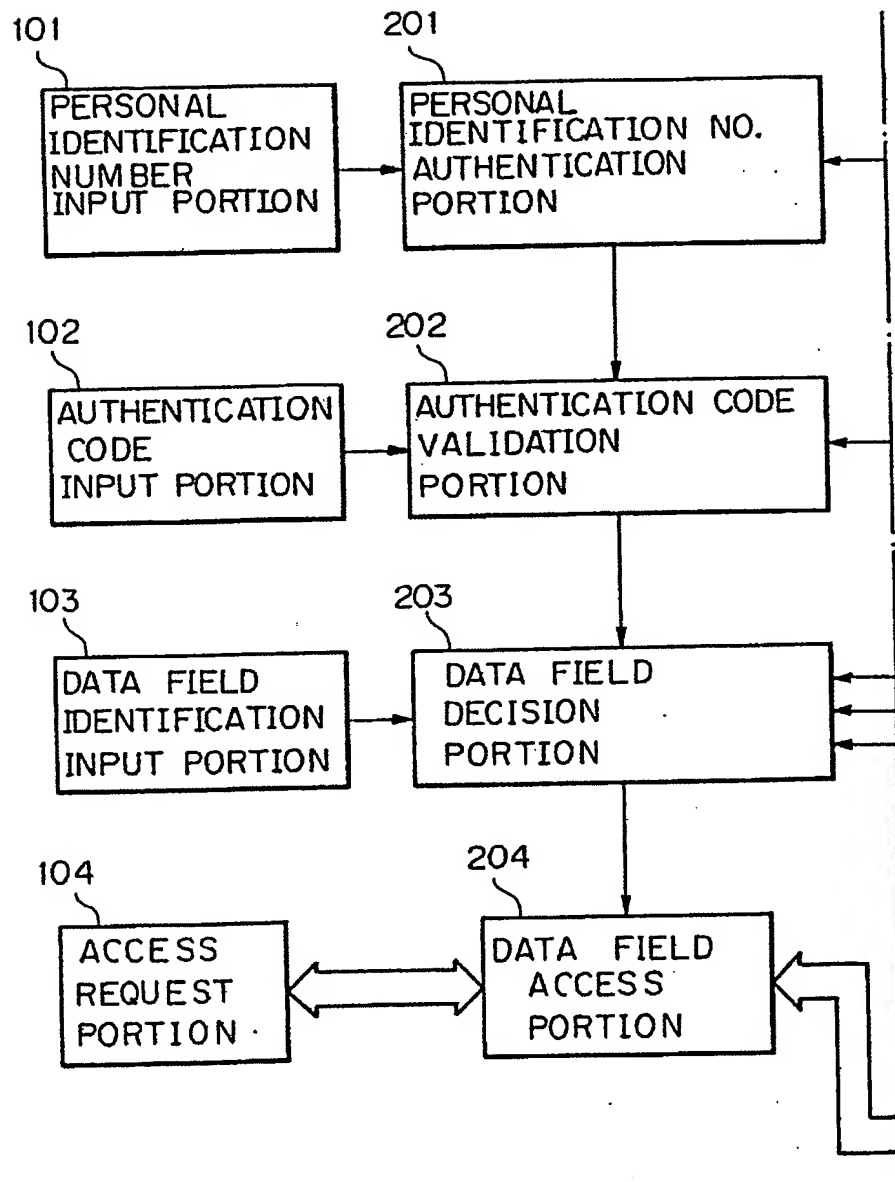 101
PERSONAL
IDENTIFICATION
NUMBER
INPUT PORTION
201
PERSONAL
IDENTIFICATION NO.
AUTHENTICATION
PORTION
102
AUTHENTICATION
CODE
INPUT PORTION
202
AUTHENTICATION CODE
VALIDATION
PORTION
103
DATA FIELD
IDENTIFICATION
INPUT PORTION
203
DATA FIELD
DECISION
PORTION
104
ACCESS
REQUEST
PORTION
204
DATA FIELD
ACCESS
PORTION